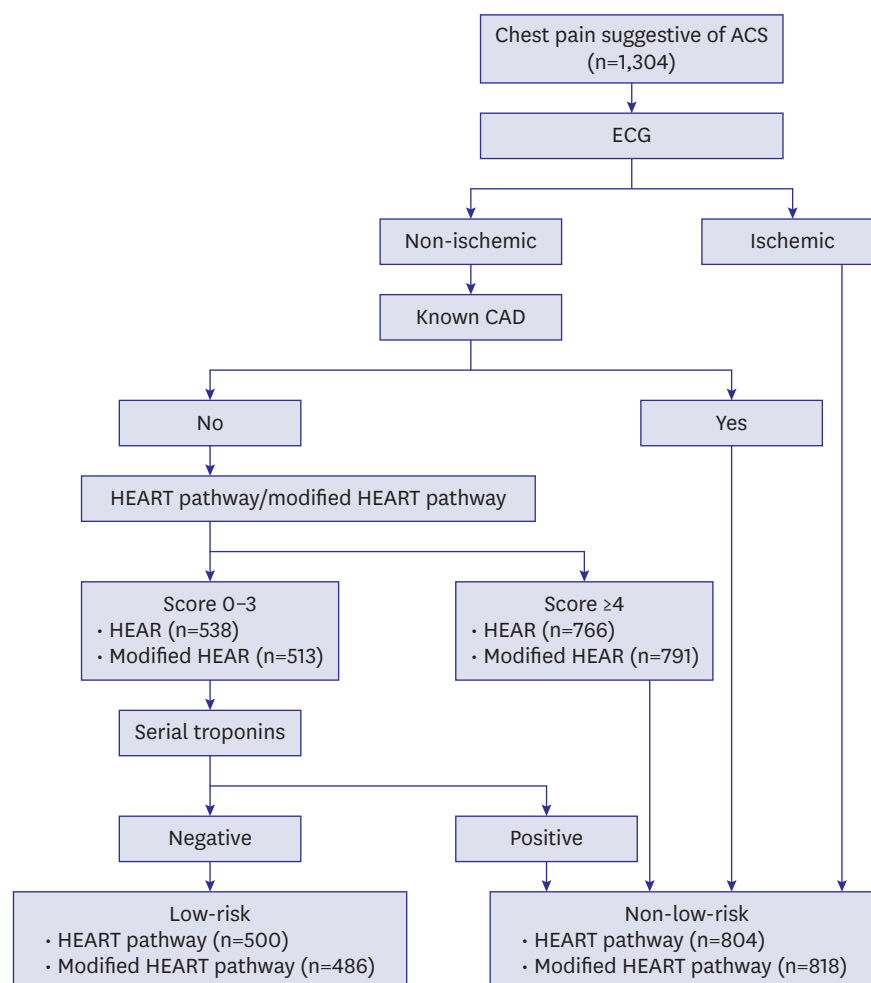 Chest pain suggestive of ACS
(n=1,304)
ECG
Non-ischemic
Ischemic
Known CAD
No
Yes
HEART pathway/modified HEART pathway
Score 0–3
• HEAR (n=538)
• Modified HEAR (n=513)
Score ≥4
• HEAR (n=766)
• Modified HEAR (n=791)
Serial troponins
Negative
Positive
Low-risk
• HEART pathway (n=500)
• Modified HEART pathway (n=486)
Non-low-risk
• HEART pathway (n=804)
• Modified HEART pathway (n=818)